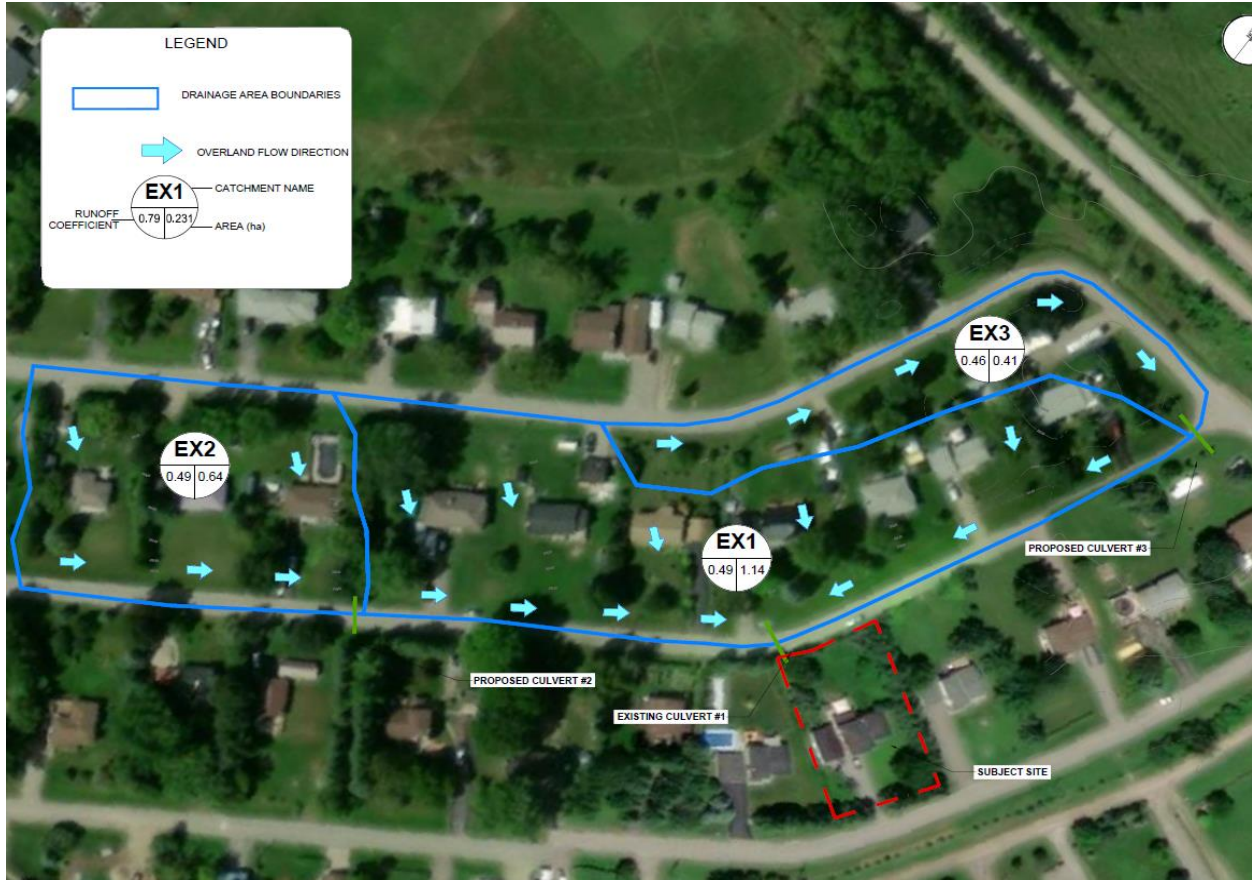 LEGEND
DRAINAGE AREA BOUNDARIES
OVERLAND FLOW DIRECTION
EX1
0.79 0.231
CATCHMENT NAME
RUNOFF
COEFFICIENT
AREA (ha)
EX3
0.46 0.41
EX2
0.49 0.64
EX1
0.49 1.14
PROPOSED CULVERT #3
PROPOSED CULVERT #2
EXISTING CULVERT #1
SUBJECT SITE